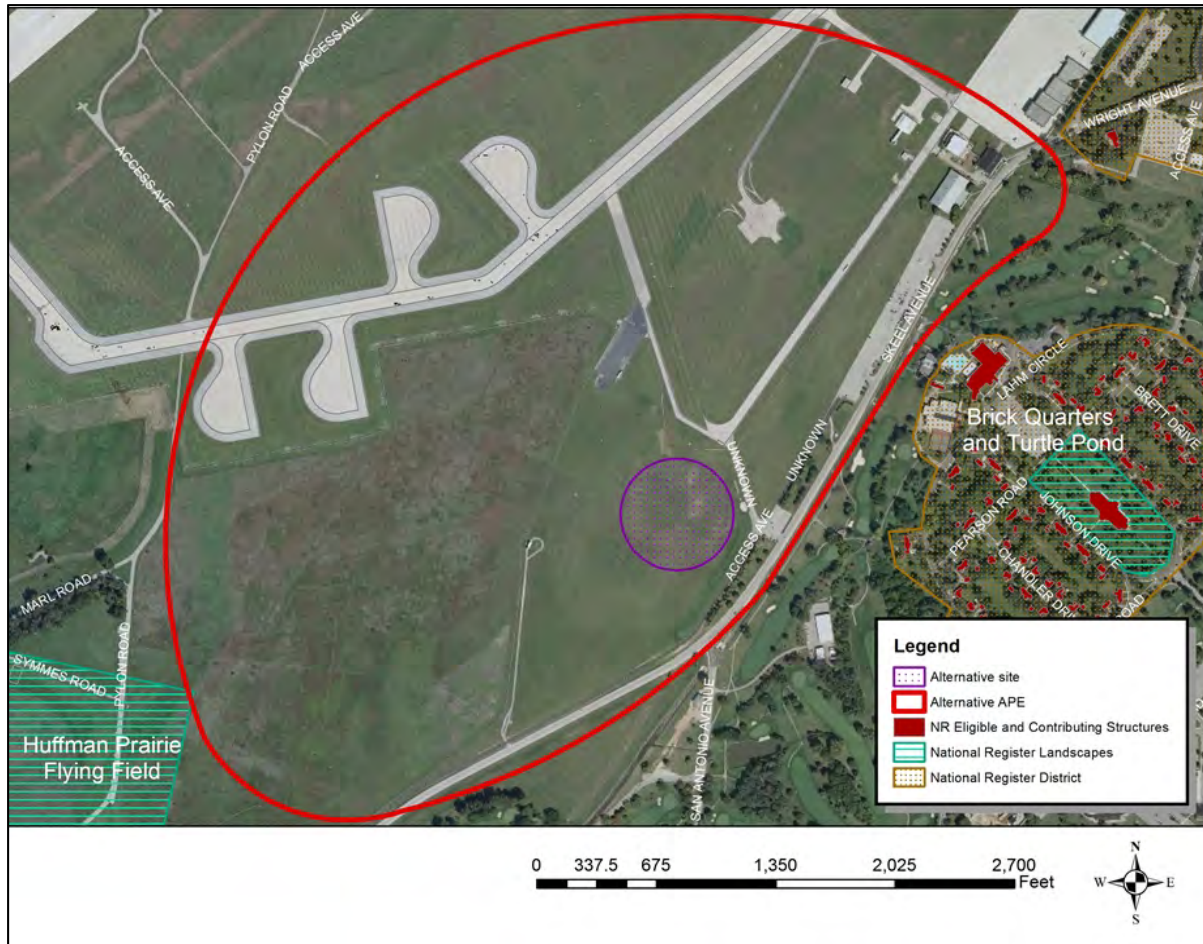 ACCESS AVE
PYLON ROAD
ACCESS AVE
WRIGHT AVENUE
ACCESS AVE
SKEEL AVENUE
LAHM CIRCLE
BRETT DRIVE
Brick Quarters
and Turtle Pond
UNKNOWN
UNKNOWN
PEARSON ROAD
JOHNSON DRIVE
ACCESS AVE
CHANDLER DRI
ROAD
MARL ROAD
PYLON ROAD
SYMMES ROAD
SAN ANTONIO AVENUE
Huffman Prairie
Flying Field
Legend
Alternative site
Alternative APE
NR Eligible and Contributing Structures
National Register Landscapes
National Register District
0 337.5 675 1,350 2,025 2,700
Feet
N
W E
S